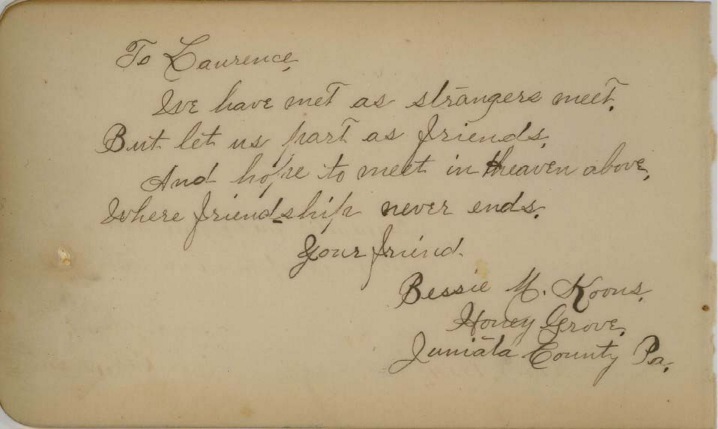 To Laurence,
We have met as strangers meet,
But let us part as friends,
And hope to meet in Heaven above,
Where friendship never ends.
Your friend.
Bessie M. Koons,
Honey Grove,
Juniata County Pa.